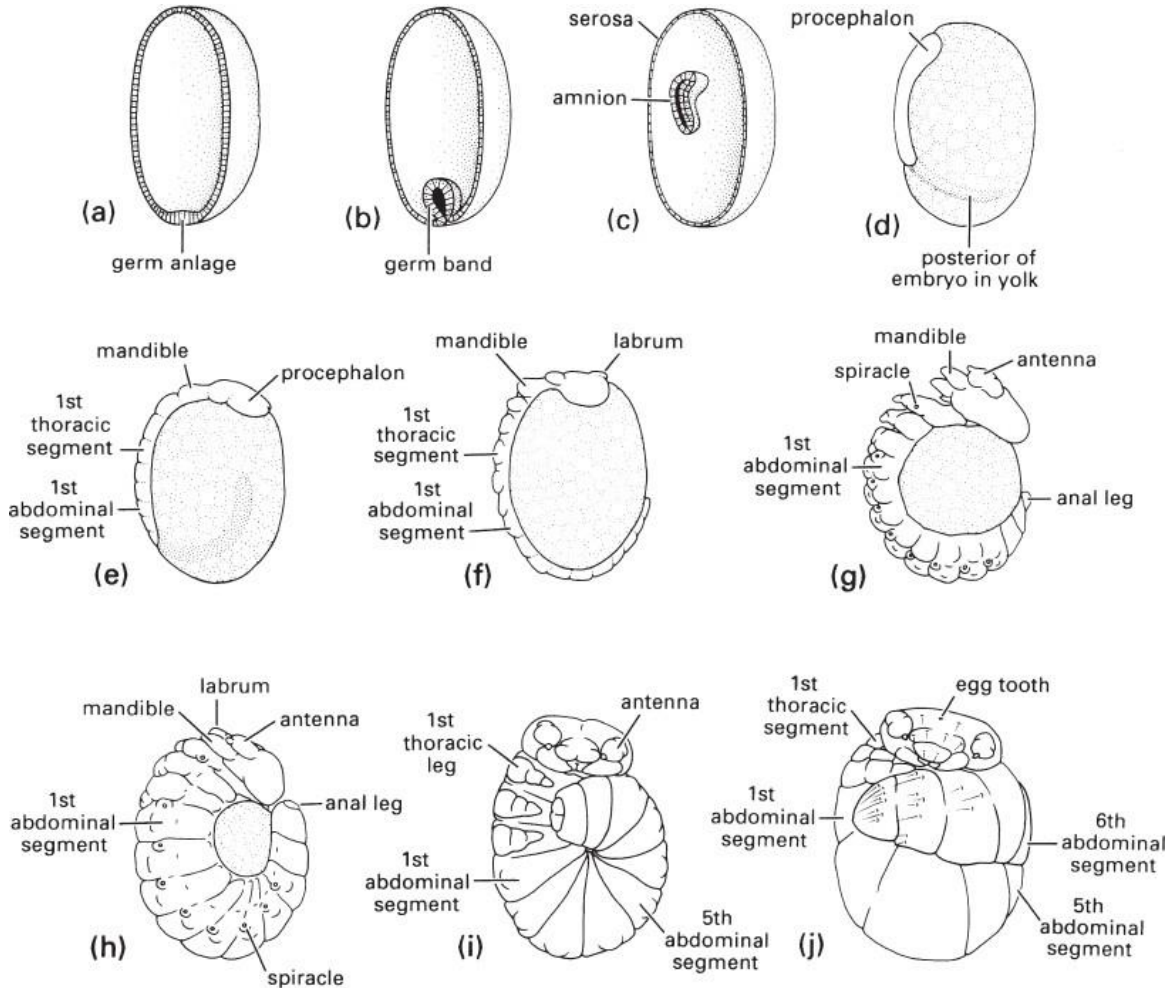 serosa
procephalon
amnion
(a)
(b)
(c)
(d)
germ anlage
germ band
posterior of
embryo in yolk
mandible
procephalon
1st
thoracic
segment
1st
abdominal
segment
(e)
mandible
labrum
1st
thoracic
segment
1st
abdominal
segment
(f)
mandible
antenna
spiracle
1st
abdominal
segment
anal leg
(g)
labrum
mandible
antenna
1st
abdominal
segment
anal leg
(h)
spiracle
antenna
1st
thoracic
leg
1st
abdominal
segment
5th
abdominal
segment
(i)
1st
thoracic
segment
egg tooth
1st
abdominal
segment
6th
abdominal
segment
5th
abdominal
segment
(j)